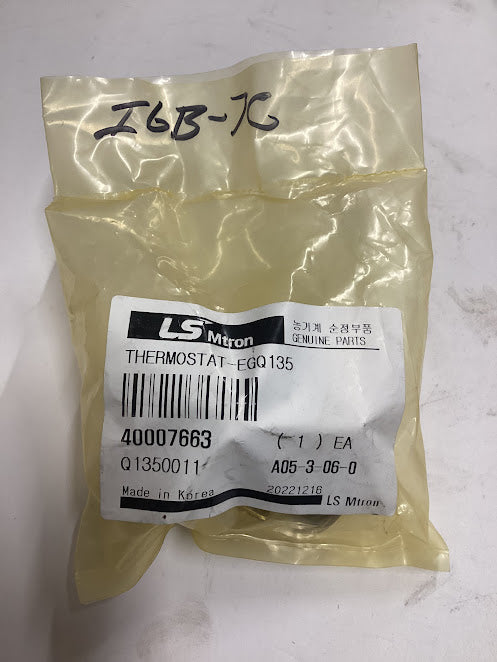 I6B-7C
LS Mtron
농기계 순정부품
GENUINE PARTS
THERMOSTAT-EGQ135
40007663 ( 1 ) EA
Q1350011 A05-3-06-0
Made in Korea 20221216
LS Mtron